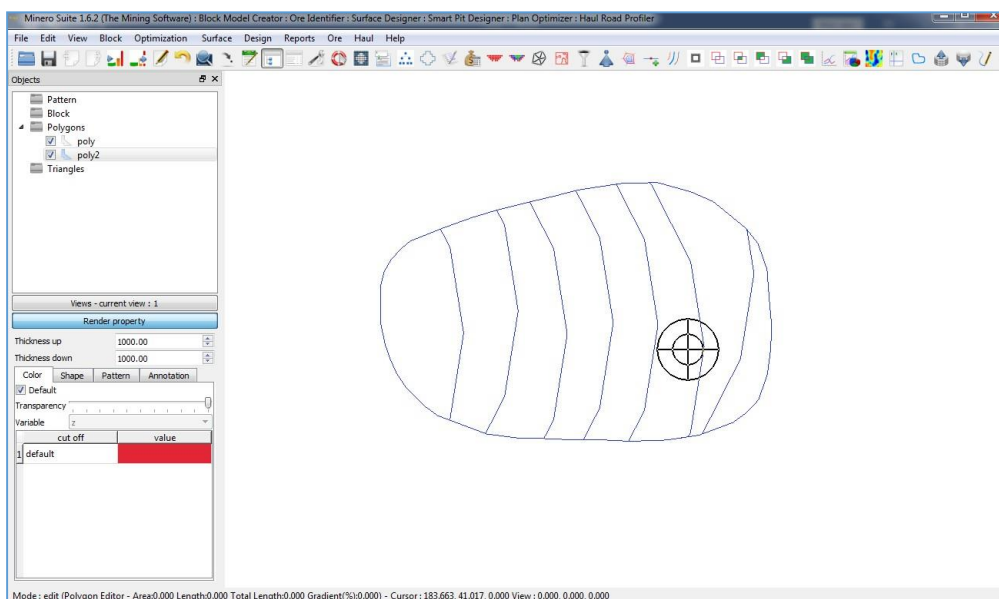 Minero Suite 1.6.2 (The Mining Software) : Block Model Creator : Ore Identifier : Surface Designer : Smart Pit Designer : Plan Optimizer : Haul Road Profiler
File Edit View Block Optimization Surface Design Reports Ore Haul Help
Objects
Pattern
Block
Polygons
poly
poly2
Triangles
Views - current view : 1
Render property
Thickness up 1000.00
Thickness down 1000.00
Color Shape Pattern Annotation
Default
Transparency
Variable z
cut off value
1 default
Mode : edit (Polygon Editor - Area:0.000 Length:0.000 Total Length:0.000 Gradient(%):0.000) - Cursor : 183.663, 41.017, 0.000 View : 0.000, 0.000, 0.000